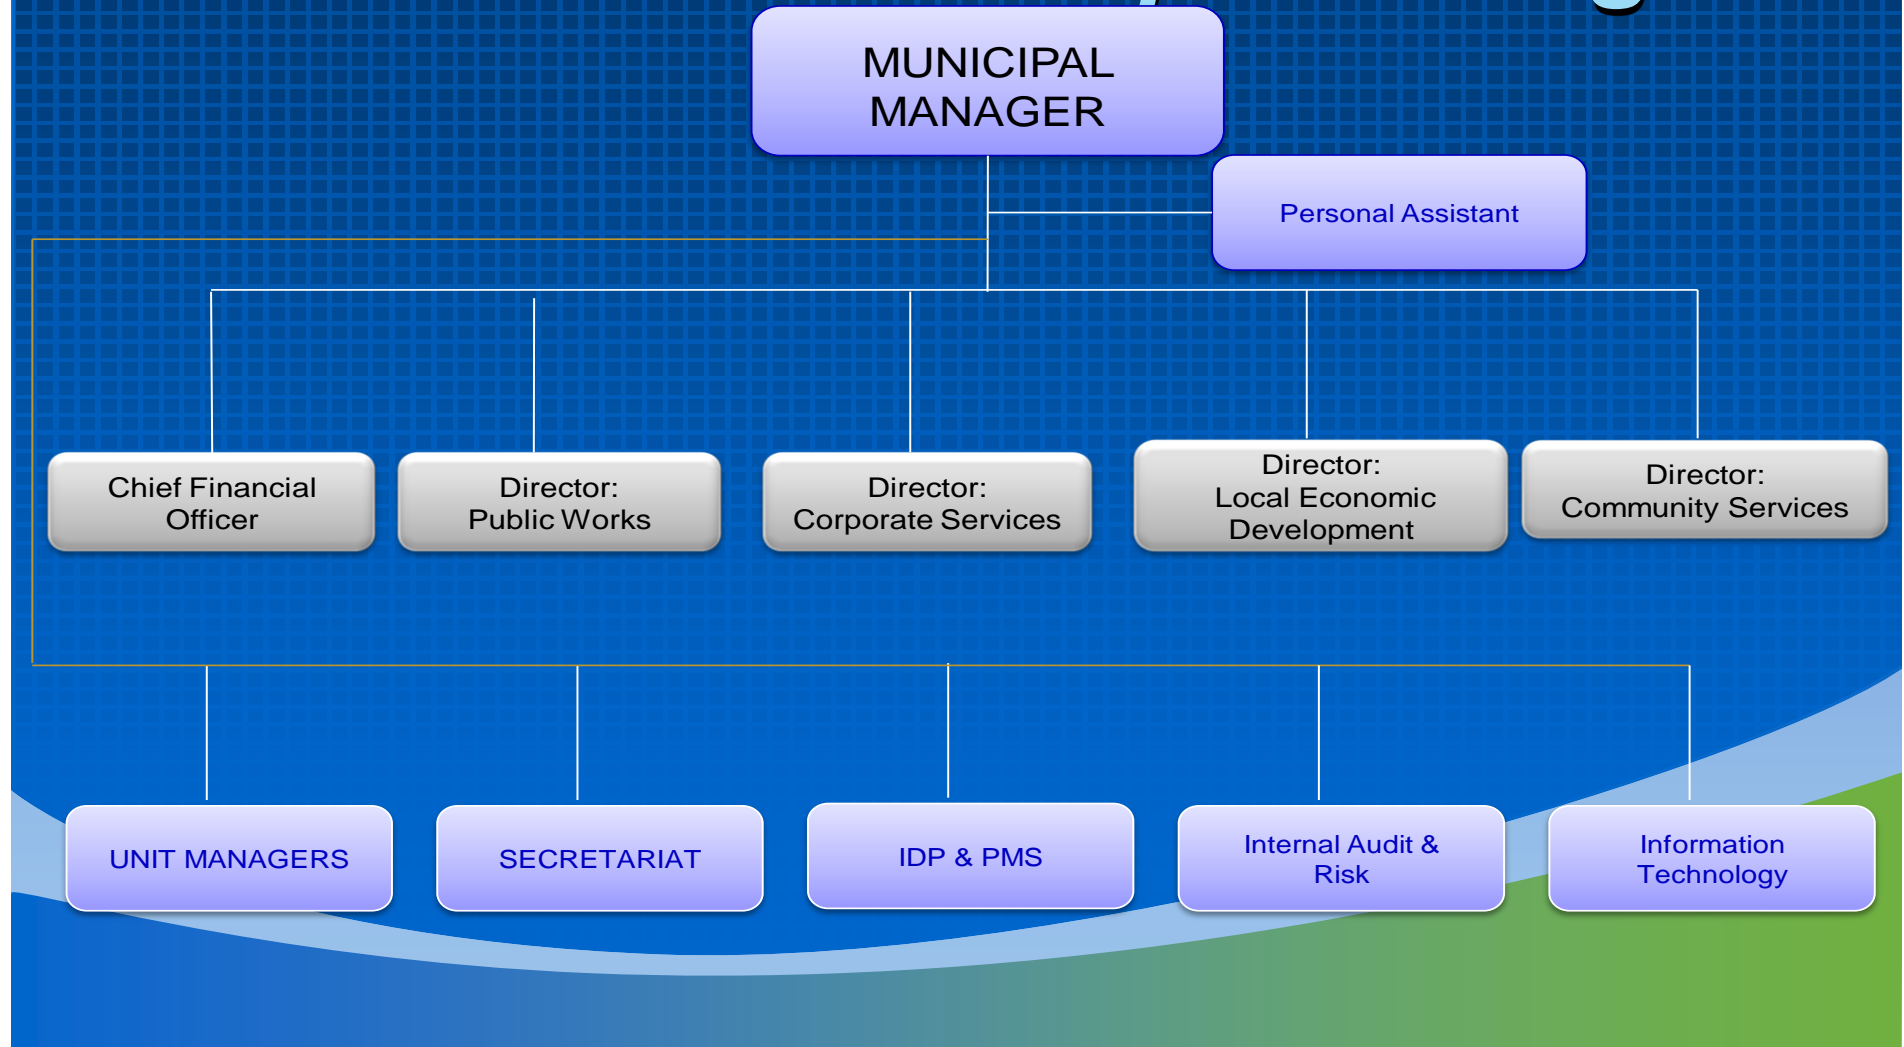 MUNICIPAL
MANAGER
Personal Assistant
Chief Financial
Officer
Director:
Public Works
Director:
Corporate Services
Director:
Local Economic
Development
Director:
Community Services
UNIT MANAGERS
SECRETARIAT
IDP & PMS
Internal Audit &
Risk
Information
Technology